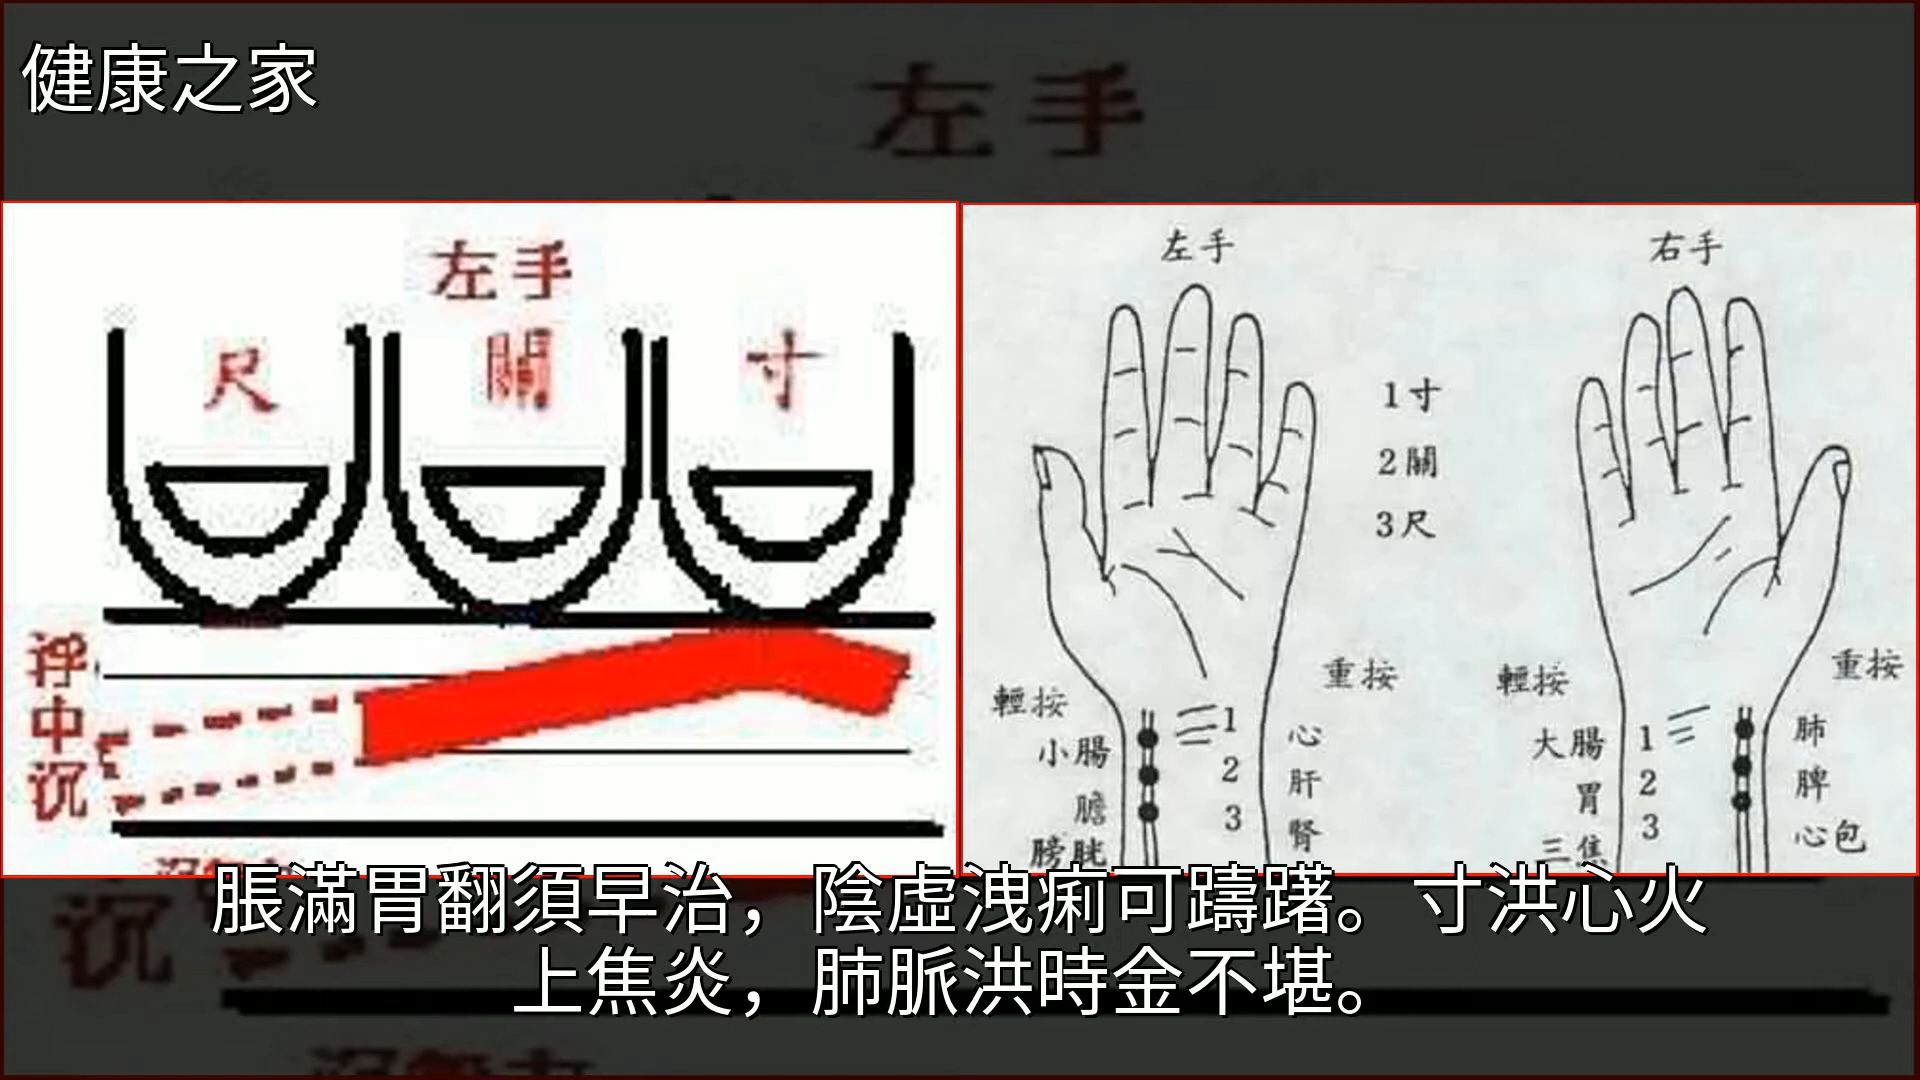 健康之家
左手
左手
尺 關 寸
浮
中
沉
左手 右手
1寸
2關
3尺
輕按 重按 輕按 重按
小腸 1 心 大腸 1 肺
膽 2 肝 胃 2 脾
膀胱 3 腎 三焦 3 心包
脹滿胃翻須早治，陰虛洩痢可躊躇。寸洪心火
上焦炎，肺脈洪時金不堪。
沉